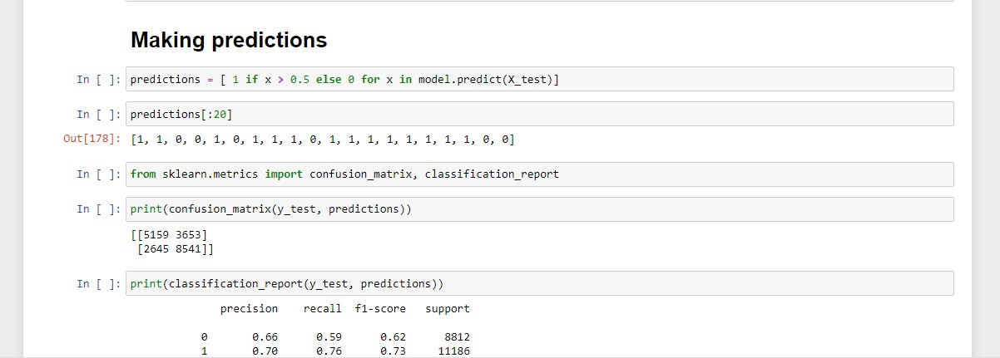 Making predictions
In [ ]: predictions = [ 1 if x > 0.5 else 0 for x in model.predict(X_test)]
In [ ]: predictions[:20]
Out[178]: [1, 1, 0, 0, 1, 0, 1, 1, 1, 0, 1, 1, 1, 1, 1, 1, 1, 1, 0, 0]
In [ ]: from sklearn.metrics import confusion_matrix, classification_report
In [ ]: print(confusion_matrix(y_test, predictions))
[[5159 3653]
[2645 8541]]
In [ ]: print(classification_report(y_test, predictions))
precision recall f1-score support
0 0.66 0.59 0.62 8812
1 0.70 0.76 0.73 11186